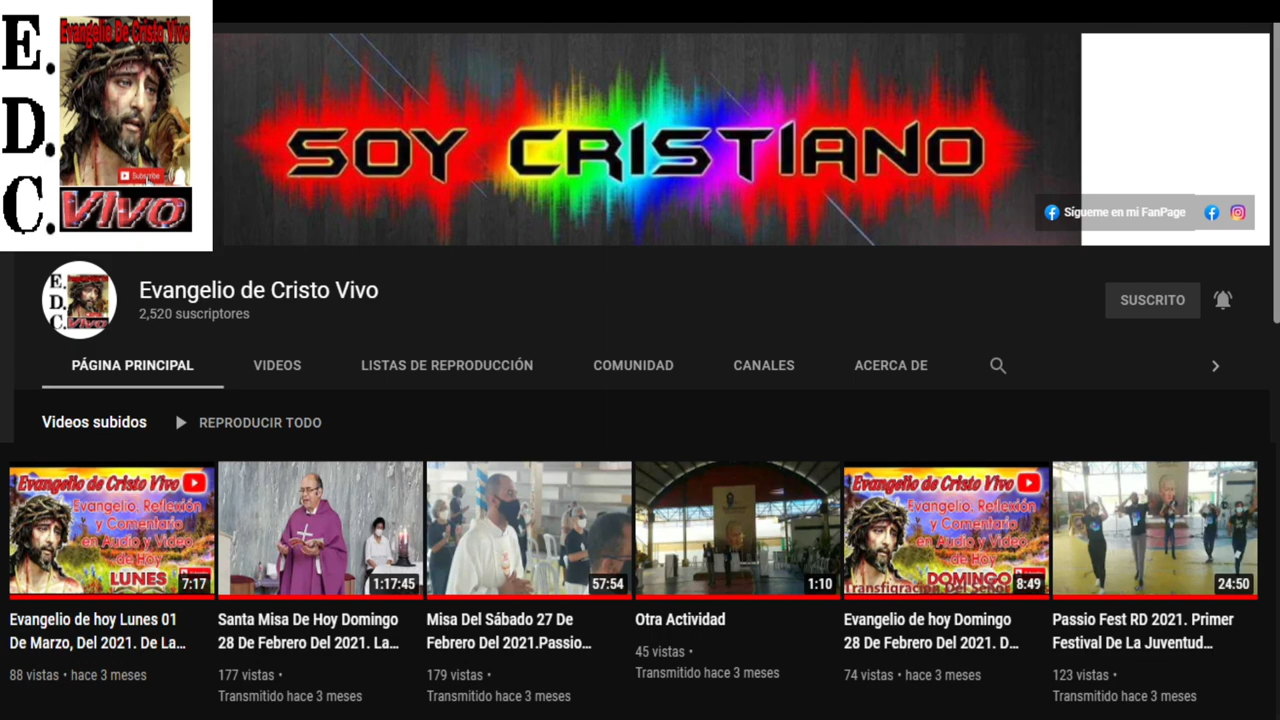 E.
D.
C.
Evangelio De Cristo Vivo
Subscribe
Vivo
SOY CRISTIANO
Sígueme en mi FanPage
E.
D.
C.
Vivo
Evangelio de Cristo Vivo
2,520 suscriptores
SUSCRITO
PÁGINA PRINCIPAL
VIDEOS
LISTAS DE REPRODUCCIÓN
COMUNIDAD
CANALES
ACERCA DE
Videos subidos
REPRODUCIR TODO
Evangelio de Cristo Vivo
Evangelio, Reflexión
y Comentario
en Audio y Video
de Hoy
LUNES
7:17
Evangelio de hoy Lunes 01
De Marzo, Del 2021. De La...
88 vistas • hace 3 meses
1:17:45
Santa Misa De Hoy Domingo
28 De Febrero Del 2021. La...
177 vistas •
Transmitido hace 3 meses
57:54
Misa Del Sábado 27 De
Febrero Del 2021.Passio...
179 vistas •
Transmitido hace 3 meses
1:10
Otra Actividad
45 vistas •
Transmitido hace 3 meses
Evangelio de Cristo Vivo
Evangelio, Reflexión
y Comentario
en Audio y Video
de Hoy
DOMINGO
Transfigración Del Señor
8:49
Evangelio de hoy Domingo
28 De Febrero Del 2021. D...
74 vistas • hace 3 meses
24:50
Passio Fest RD 2021. Primer
Festival De La Juventud...
123 vistas •
Transmitido hace 3 meses